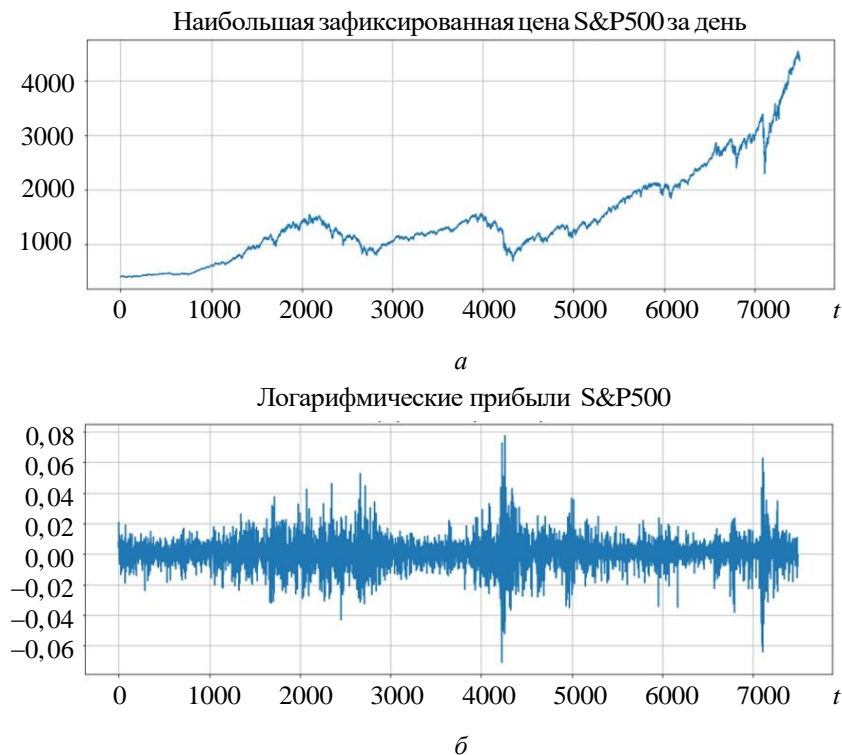 Наибольшая зафиксированная цена S&P500 за день
4000
3000
2000
1000
0 1000 2000 3000 4000 5000 6000 7000 t
а
Логарифмические прибыли S&P500
0,08
0,06
0,04
0,02
0,00
–0,02
–0,04
–0,06
0 1000 2000 3000 4000 5000 6000 7000 t
б